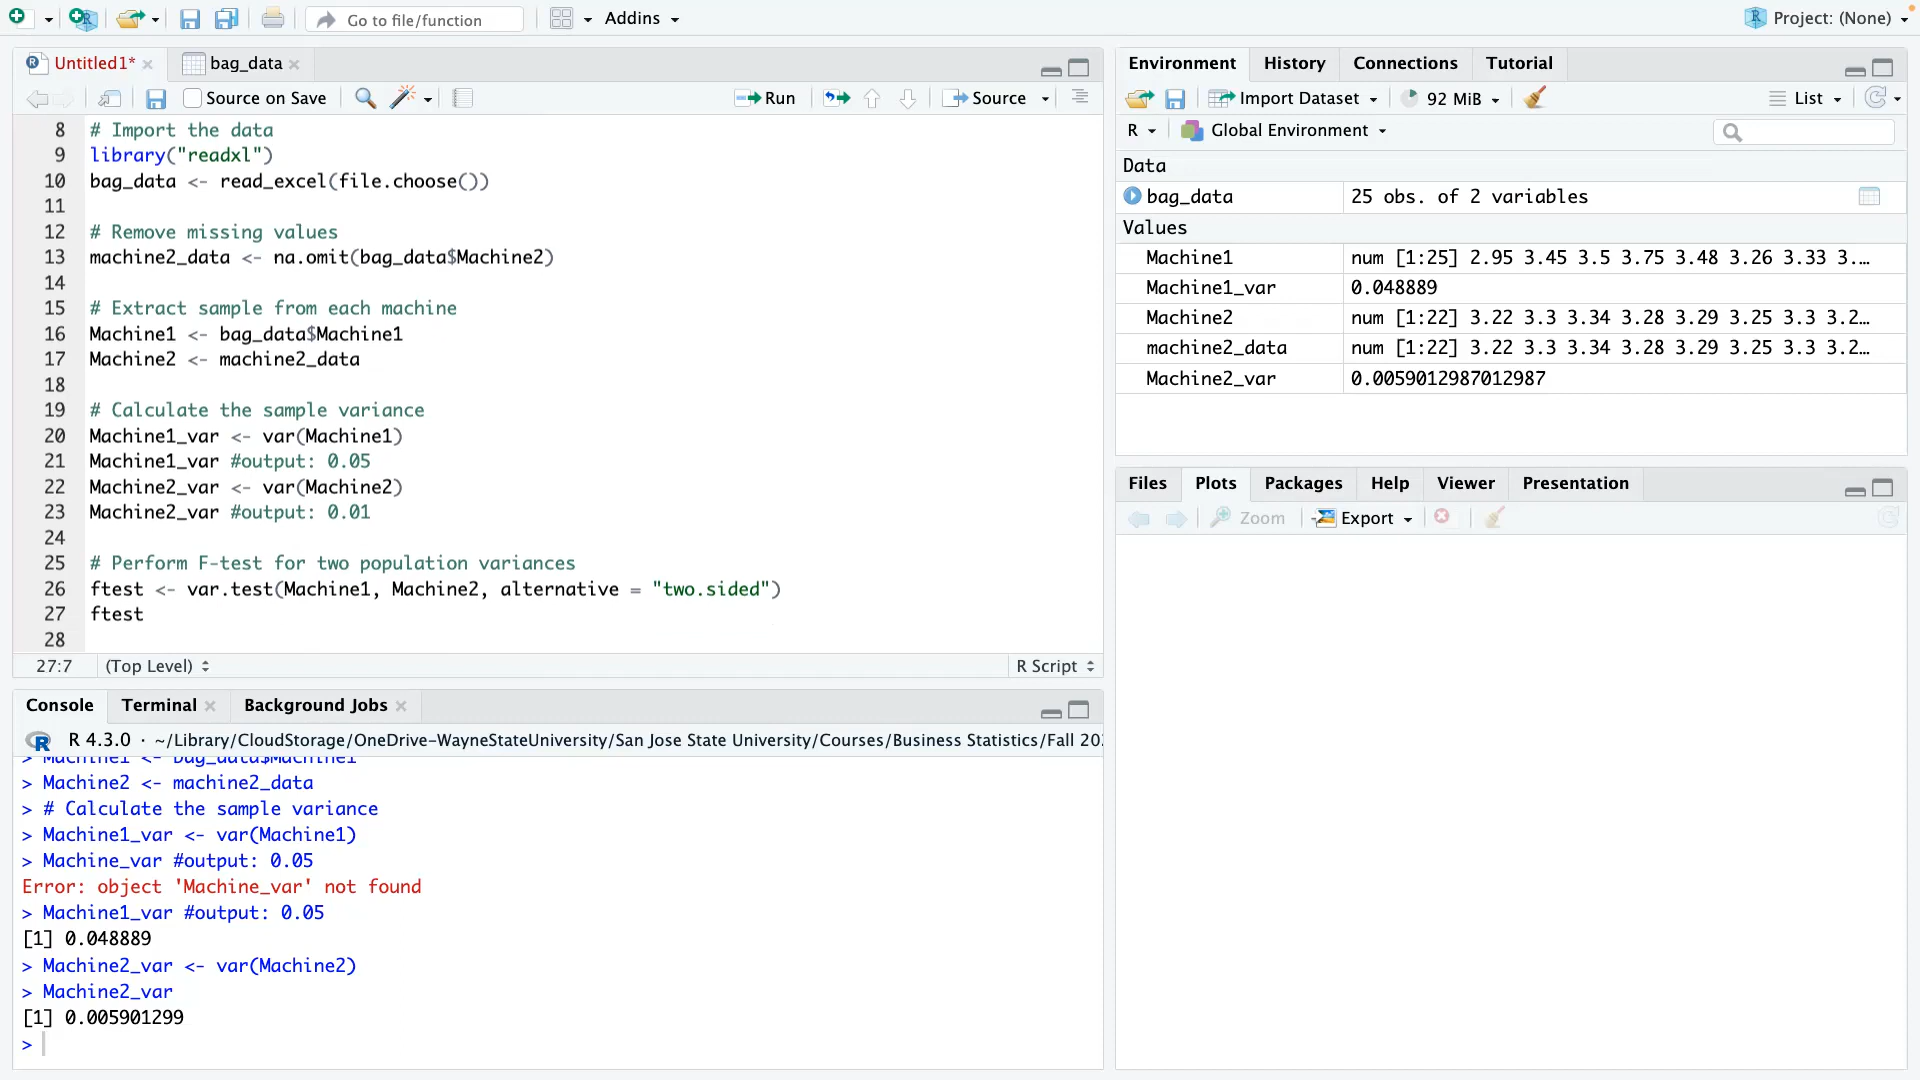 Go to file/function
Addins
Project: (None)
Untitled1*
bag_data
Source on Save
Run
Source
8 # Import the data
9 library("readxl")
10 bag_data <- read_excel(file.choose())
11
12 # Remove missing values
13 machine2_data <- na.omit(bag_data$Machine2)
14
15 # Extract sample from each machine
16 Machine1 <- bag_data$Machine1
17 Machine2 <- machine2_data
18
19 # Calculate the sample variance
20 Machine1_var <- var(Machine1)
21 Machine1_var #output: 0.05
22 Machine2_var <- var(Machine2)
23 Machine2_var #output: 0.01
24
25 # Perform F-test for two population variances
26 ftest <- var.test(Machine1, Machine2, alternative = "two.sided")
27 ftest
28
27:7 (Top Level) R Script
Console Terminal Background Jobs
R 4.3.0 · ~/Library/CloudStorage/OneDrive-WayneStateUniversity/San Jose State University/Courses/Business Statistics/Fall 202
> Machine1 <- bag_data$Machine1
> Machine2 <- machine2_data
> # Calculate the sample variance
> Machine1_var <- var(Machine1)
> Machine_var #output: 0.05
Error: object 'Machine_var' not found
> Machine1_var #output: 0.05
[1] 0.048889
> Machine2_var <- var(Machine2)
> Machine2_var
[1] 0.005901299
>
Environment History Connections Tutorial
Import Dataset 92 MiB List
R Global Environment
Data
bag_data 25 obs. of 2 variables
Values
Machine1 num [1:25] 2.95 3.45 3.5 3.75 3.48 3.26 3.33 3.…
Machine1_var 0.048889
Machine2 num [1:22] 3.22 3.3 3.34 3.28 3.29 3.25 3.3 3.2…
machine2_data num [1:22] 3.22 3.3 3.34 3.28 3.29 3.25 3.3 3.2…
Machine2_var 0.0059012987012987
Files Plots Packages Help Viewer Presentation
Zoom Export